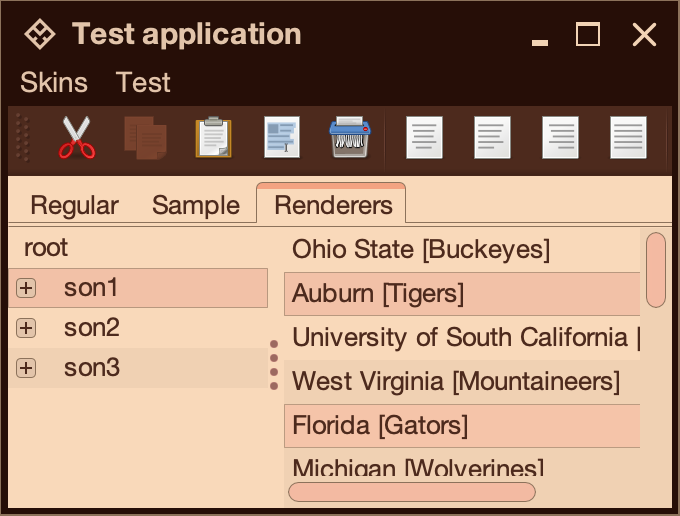 Test application
Skins Test
Regular Sample Renderers
root
son1
son2
son3
Ohio State [Buckeyes]
Auburn [Tigers]
University of South California [
West Virginia [Mountaineers]
Florida [Gators]
Michigan [Wolverines]